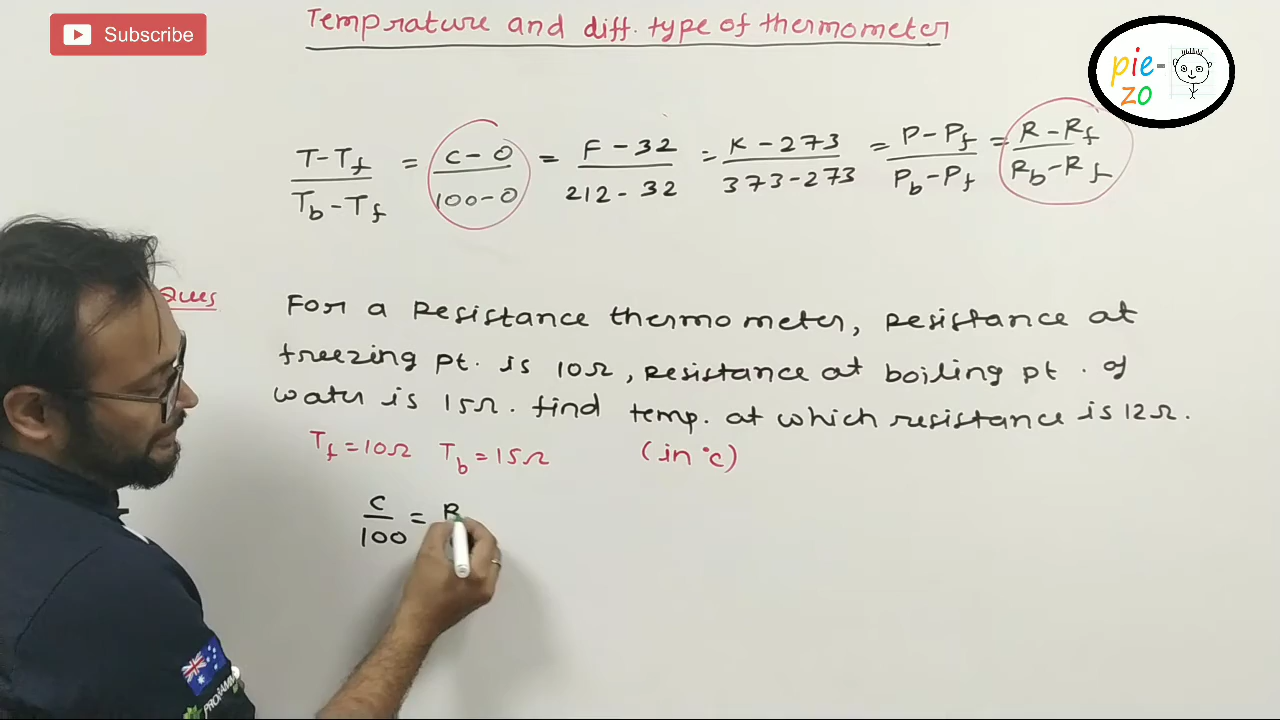 Subscribe
Temprature and diff. type of thermometer
pie-
zo
T-Tf / Tb-Tf = C-0 / 100-0 = F-32 / 212-32 = K-273 / 373-273 = P-Pf / Pb-Pf = R-Rf / Rb-Rf
Ques
For a Resistance thermometer, Resistance at
freezing pt. is 10Ω, resistance at boiling pt. of
water is 15Ω. find temp. at which resistance is 12Ω.
Tf=10Ω Tb=15Ω (in °c)
C / 100 = R